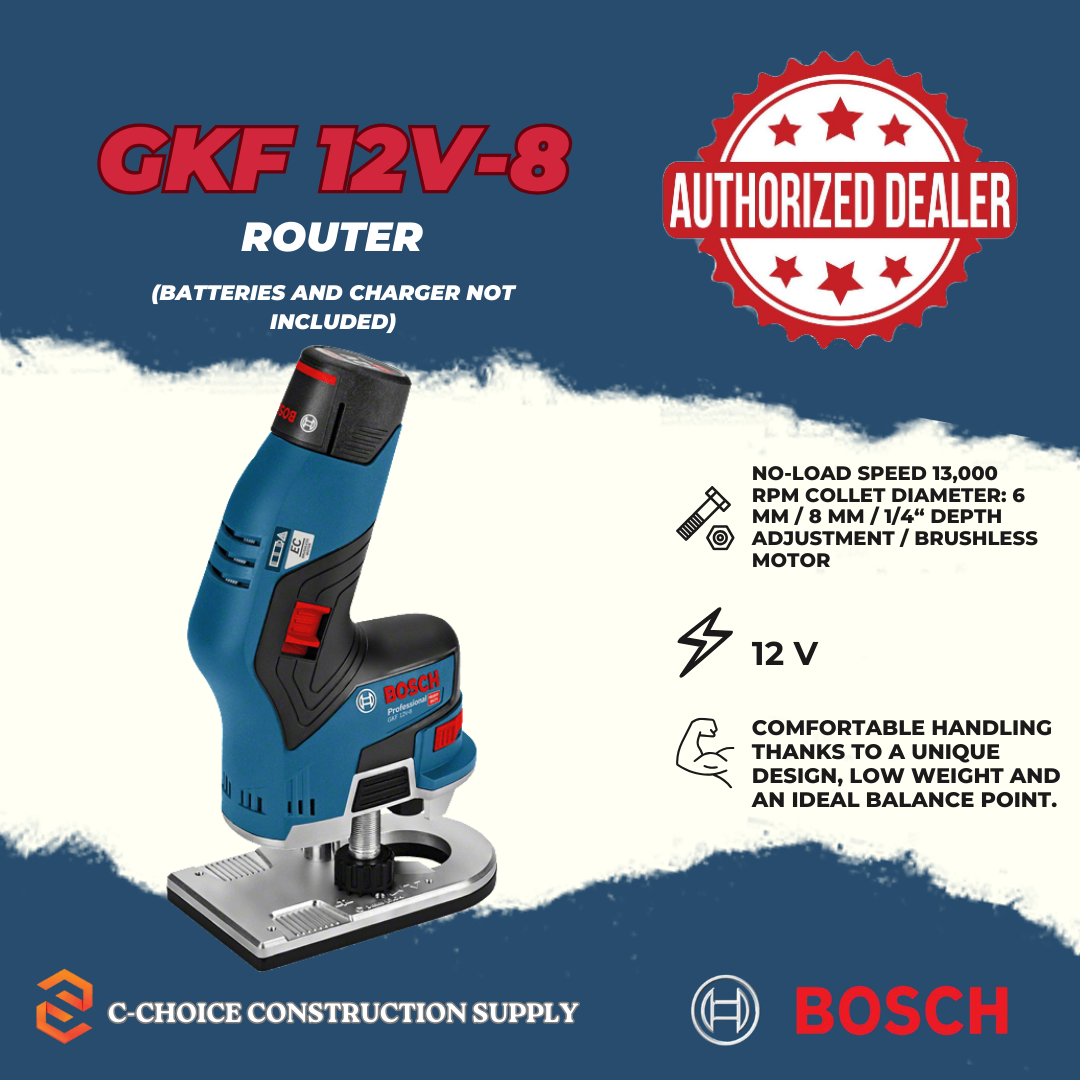 GKF 12V-8
ROUTER
(BATTERIES AND CHARGER NOT
INCLUDED)
AUTHORIZED DEALER
BOSCH
EC
BOSCH
Professional
GKF 12V-8
NO-LOAD SPEED 13,000
RPM COLLET DIAMETER: 6
MM / 8 MM / 1/4“ DEPTH
ADJUSTMENT / BRUSHLESS
MOTOR
12 V
COMFORTABLE HANDLING
THANKS TO A UNIQUE
DESIGN, LOW WEIGHT AND
AN IDEAL BALANCE POINT.
C-CHOICE CONSTRUCTION SUPPLY
BOSCH